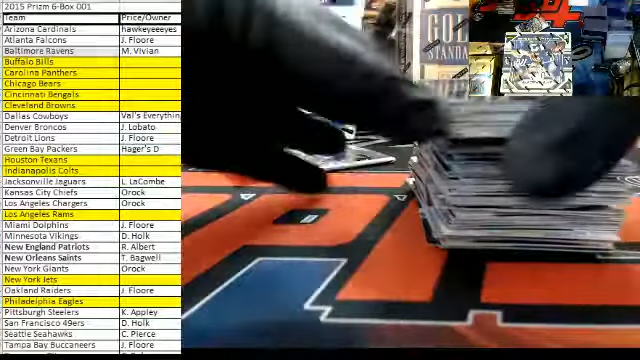 2015 Prizm 6-Box 001
Team Price/Owner
Arizona Cardinals hawkeyeeyes
Atlanta Falcons J. Floore
Baltimore Ravens M. Vivian
Buffalo Bills
Carolina Panthers
Chicago Bears
Cincinnati Bengals
Cleveland Browns
Dallas Cowboys Val's Everythin
Denver Broncos J. Lobato
Detroit Lions J. Floore
Green Bay Packers Hager's D
Houston Texans
Indianapolis Colts
Jacksonville Jaguars L. LaCombe
Kansas City Chiefs Orock
Los Angeles Chargers Orock
Los Angeles Rams
Miami Dolphins J. Floore
Minnesota Vikings D. Holk
New England Patriots R. Albert
New Orleans Saints T. Bagwell
New York Giants Orock
New York Jets
Oakland Raiders J. Floore
Philadelphia Eagles
Pittsburgh Steelers K. Appley
San Francisco 49ers D. Holk
Seattle Seahawks C. Pierce
Tampa Bay Buccaneers J. Floore
GOL
STANDA